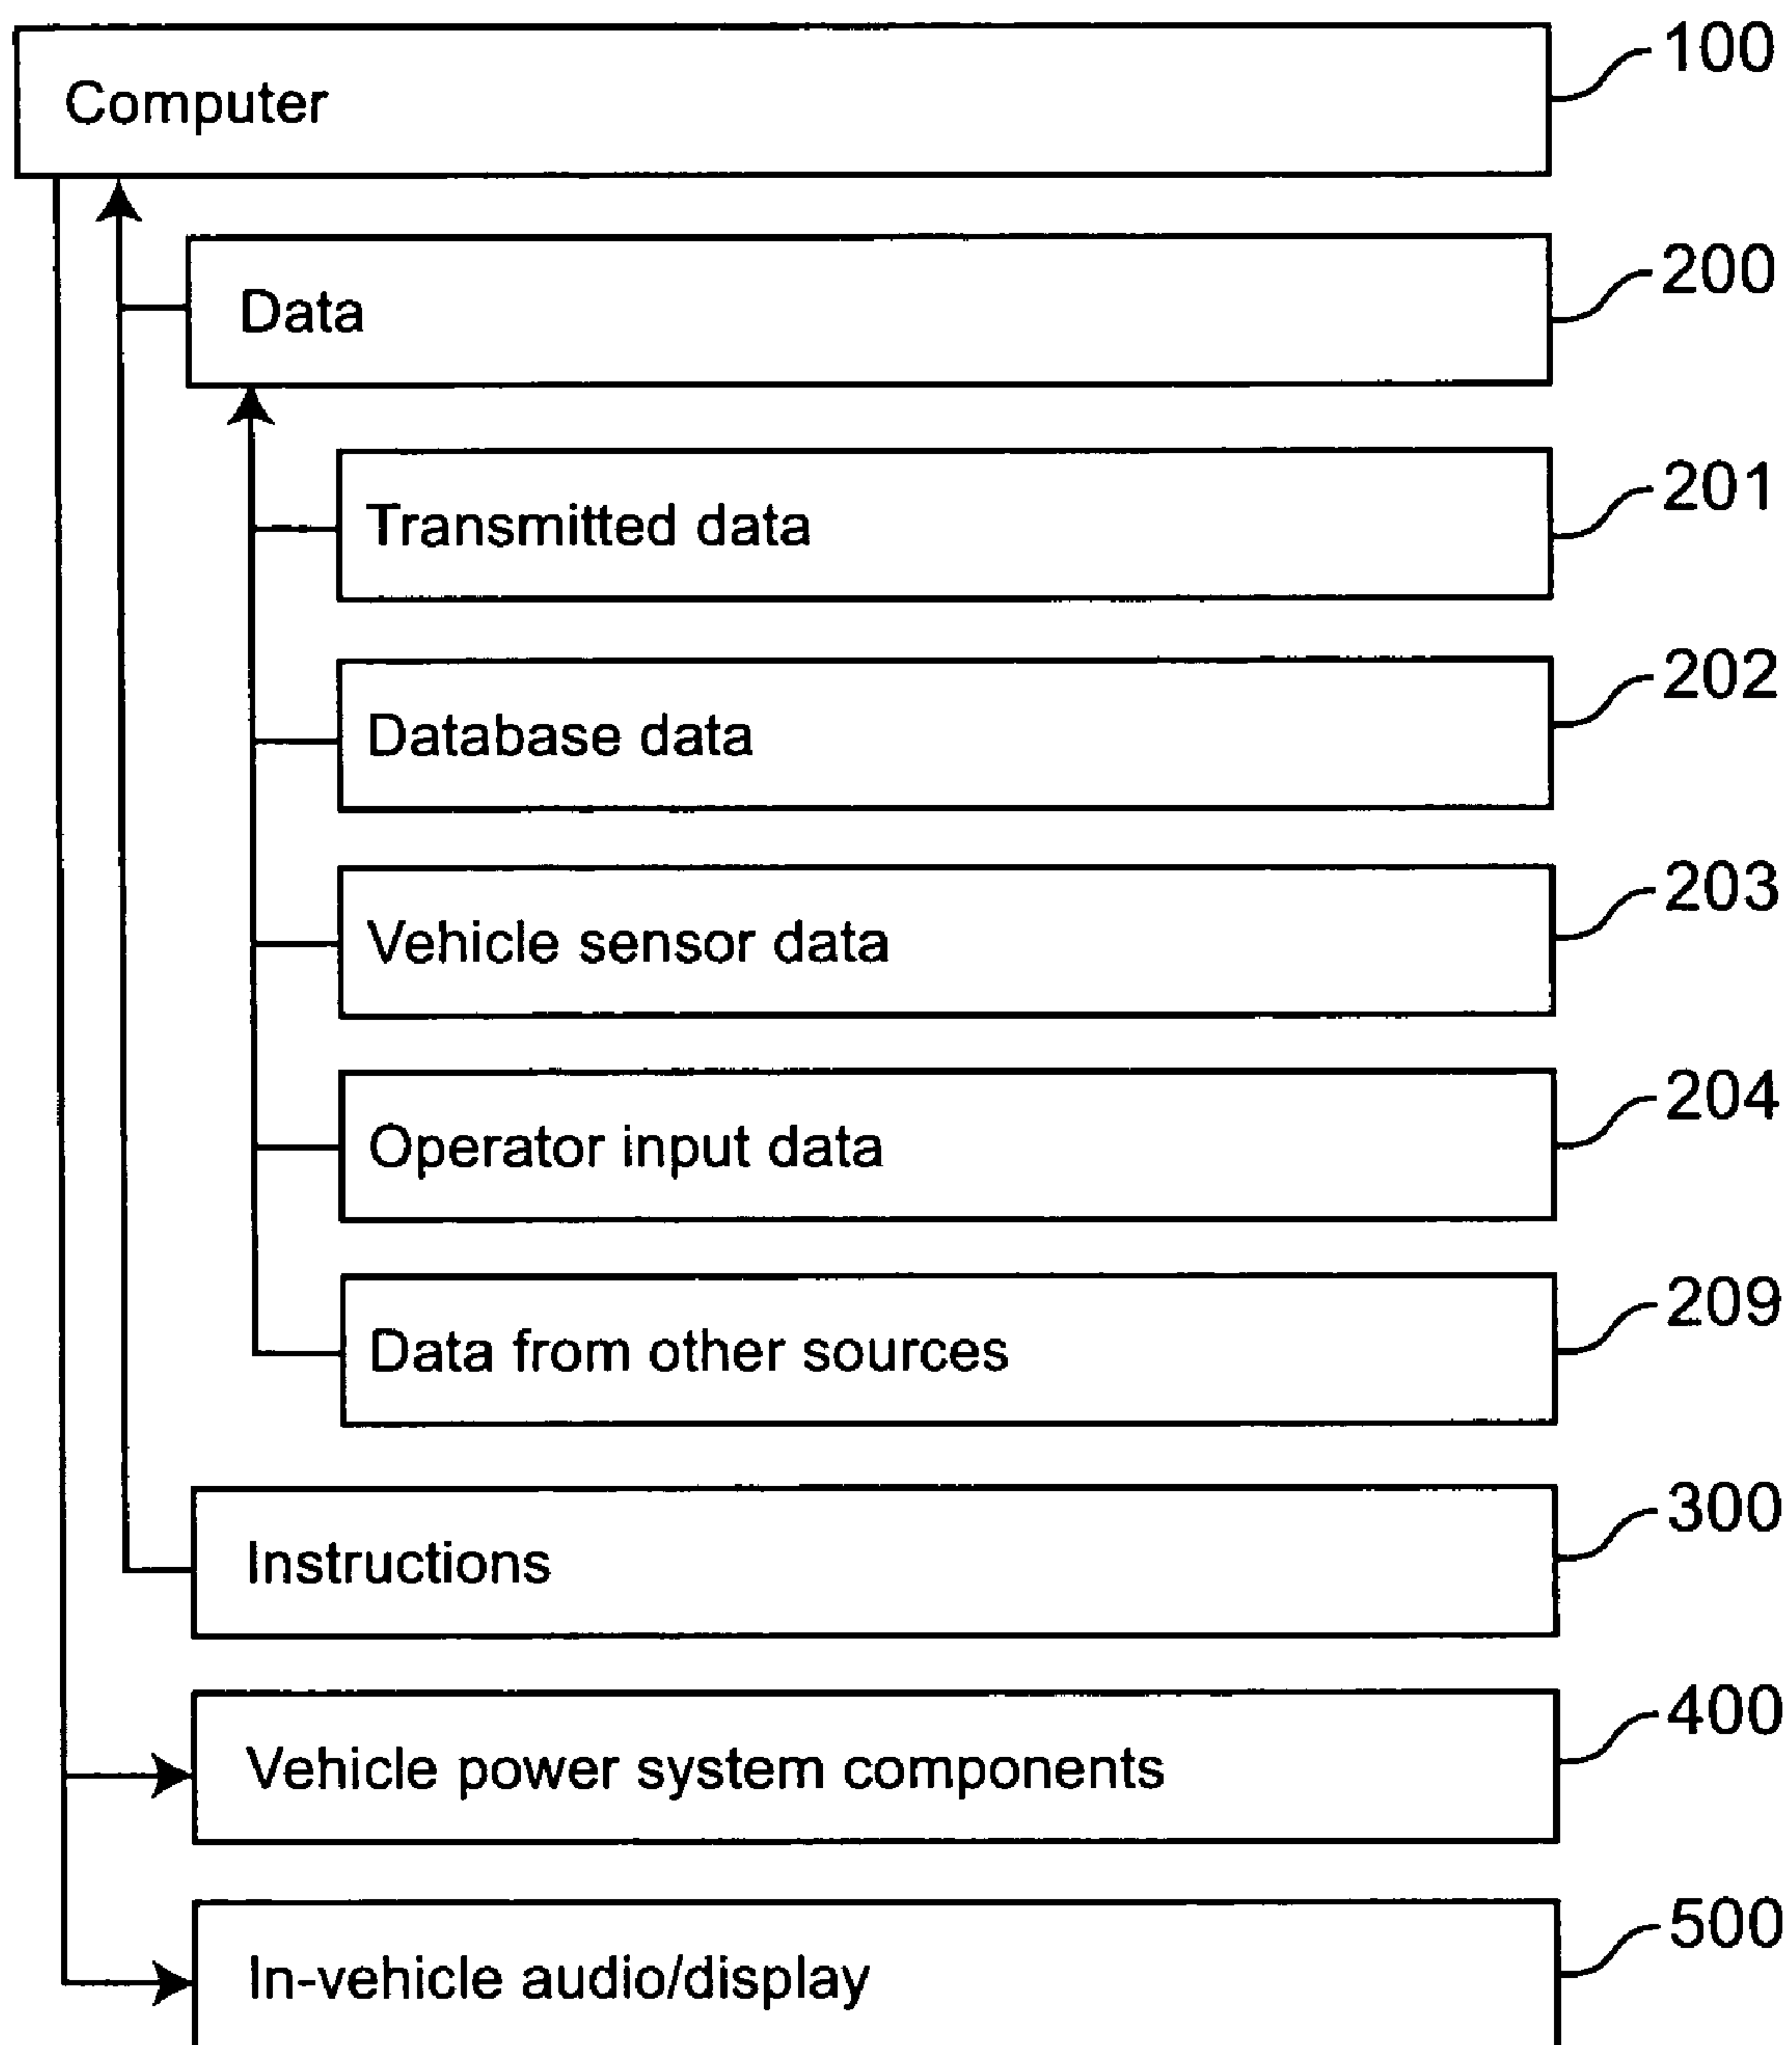 Computer 100
Data 200
Transmitted data 201
Database data 202
Vehicle sensor data 203
Operator input data 204
Data from other sources 209
Instructions 300
Vehicle power system components 400
In-vehicle audio/display 500